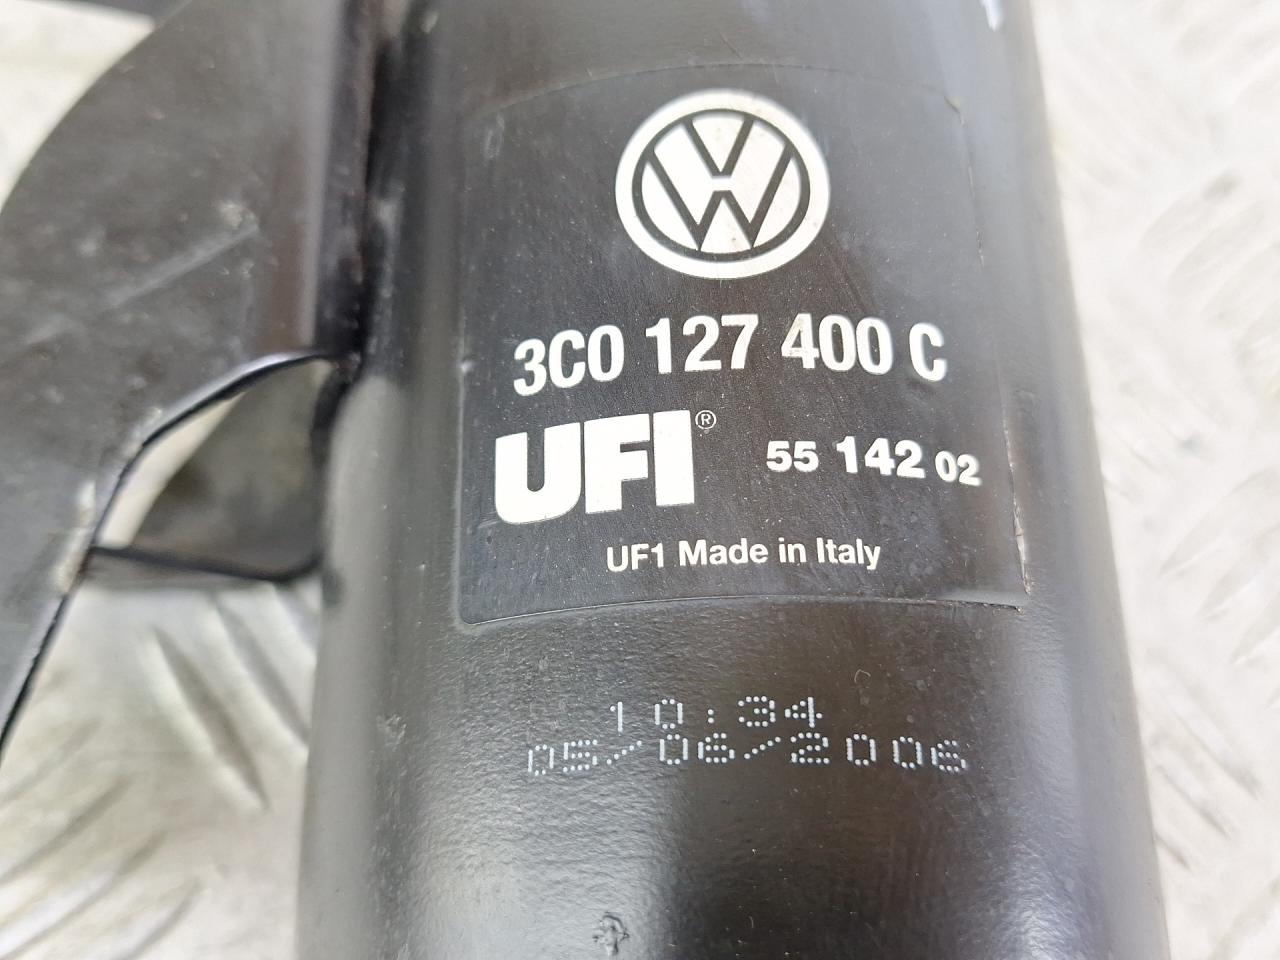 3C0 127 400 C
UFI® 55 142 02
UF1 Made in Italy
10:34
05/06/2006